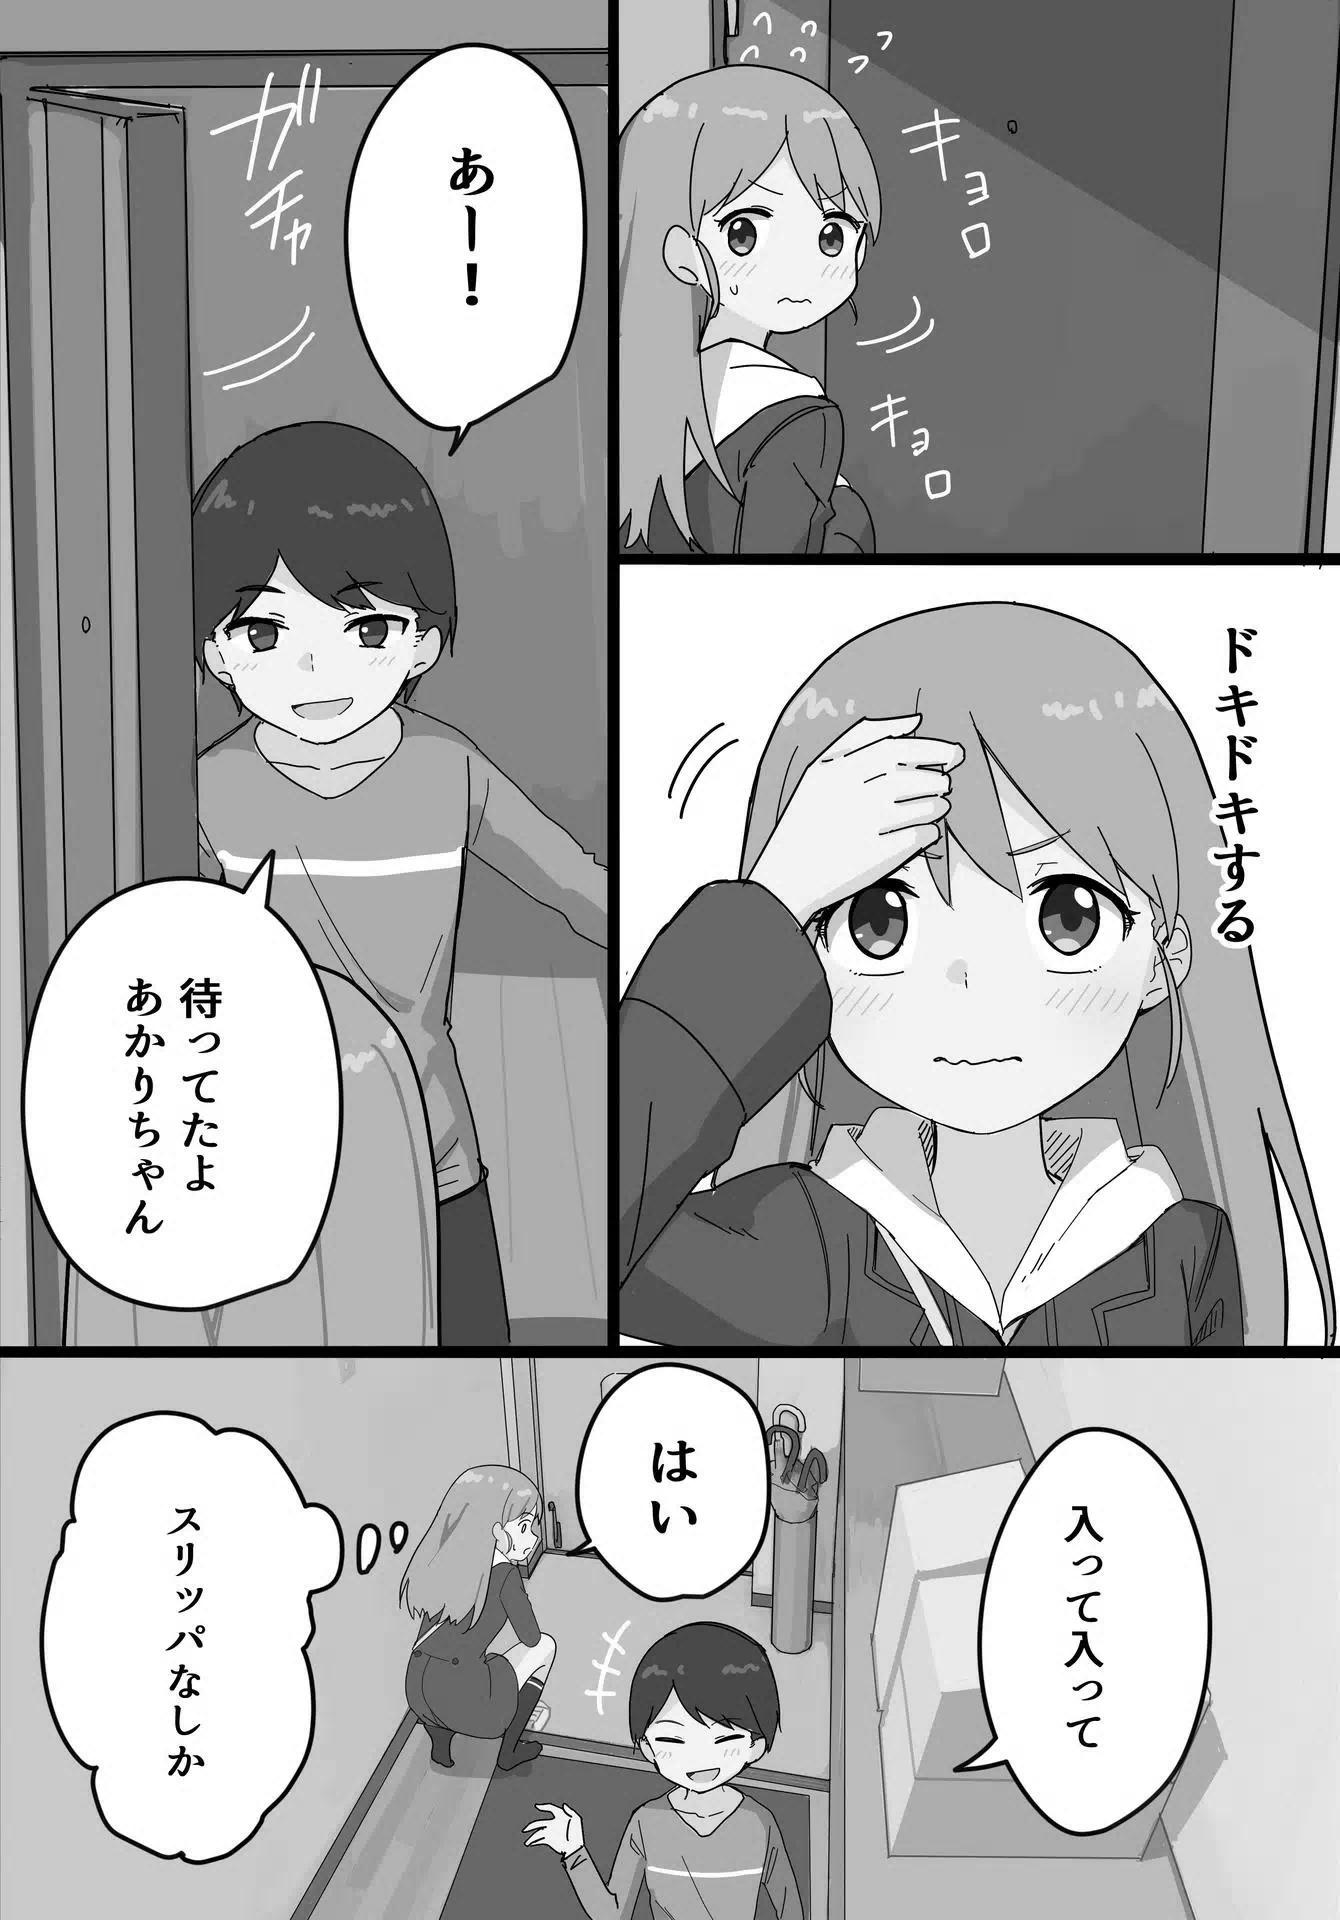 キョロ
キョロ
ドキドキする
ガチャ
あー！
待ってたよ
あかりちゃん
入って入って
はい
スリッパなしか